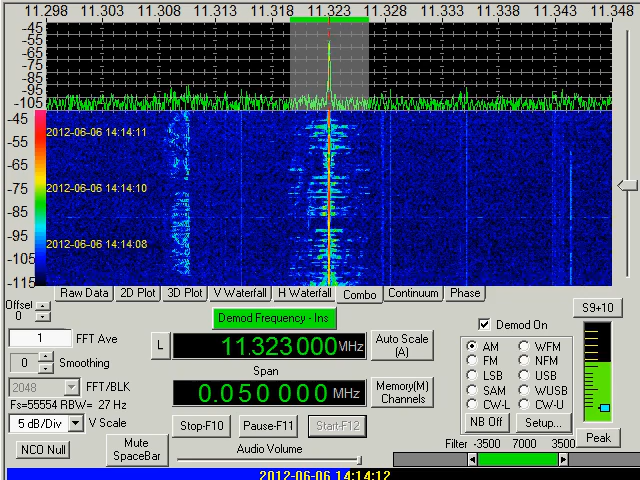 11.298 11.303 11.308 11.313 11.318 11.323 11.328 11.333 11.338 11.343 11.348
-45
-55
-65
-75
-85
-95
-105
-45
-55
-65
-75
-85
-95
-105
-115
2012-06-06 14:14:11
2012-06-06 14:14:10
2012-06-06 14:14:08
Raw Data 2D Plot 3D Plot V Waterfall H Waterfall Combo Continuum Phase
Offset
0
Demod Frequency - Ins
S9+10
1 FFT Ave
L 11.323 000 MHz
Auto Scale
(A)
Demod On
0 Smoothing
Span
AM WFM
FM NFM
LSB USB
SAM WUSB
CW-L CW-U
2048 FFT/BLK
0.050 000 MHz
Memory(M)
Channels
Fs=55554 RBW= 27 Hz
5 dB/Div V Scale
Stop-F10 Pause-F11 Start-F12
NB Off Setup...
Peak
NCO Null
Mute
SpaceBar
Audio Volume
Filter -3500 7000 3500
2012-06-06 14:14:12